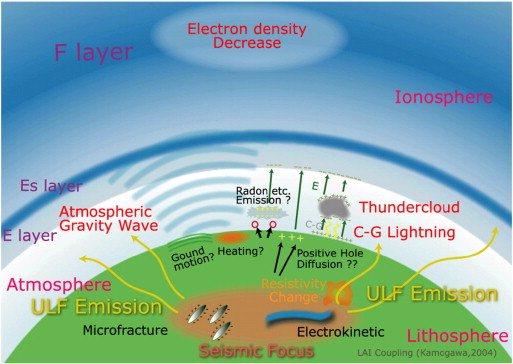 Electron density
Decrease
F layer
Ionosphere
Es layer
Radon etc.
Emission ?
E
Atmospheric
Gravity Wave
Thundercloud
C-G
C-G Lightning
E layer
Gound
motion?
Heating?
+ + +
Positive Hole
Diffusion ??
Atmosphere
Resistivity
Change
ULF Emission
ULF Emission
Microfracture
Electrokinetic
Lithosphere
Seismic Focus
LAI Coupling (Kamogawa,2004)